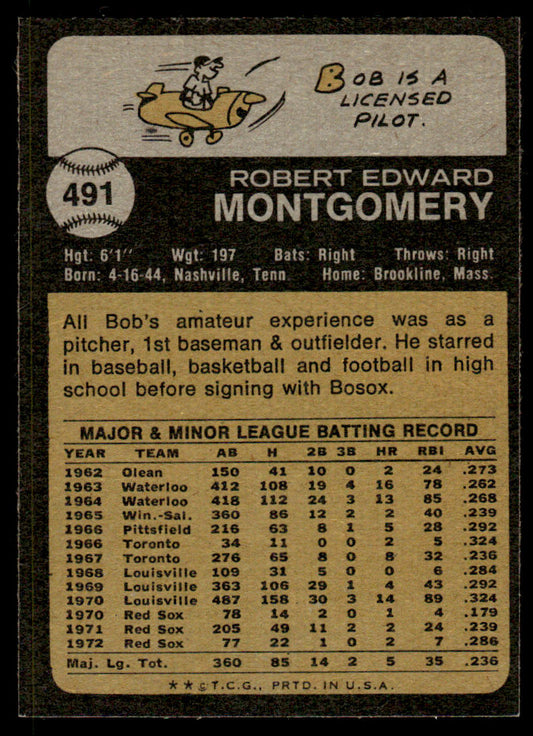 BOB IS A
LICENSED
PILOT.
491
ROBERT EDWARD
MONTGOMERY
Hgt: 6'1" Wgt: 197 Bats: Right Throws: Right
Born: 4-16-44, Nashville, Tenn Home: Brookline, Mass.
All Bob's amateur experience was as a
pitcher, 1st baseman & outfielder. He starred
in baseball, basketball and football in high
school before signing with Bosox.
MAJOR & MINOR LEAGUE BATTING RECORD
YEAR TEAM AB H 2B 3B HR RBI AVG
1962 Olean 150 41 10 0 2 24 .273
1963 Waterloo 412 108 19 4 16 78 .262
1964 Waterloo 418 112 24 3 13 85 .268
1965 Win.-Sal. 360 86 12 2 2 40 .239
1966 Pittsfield 216 63 8 1 5 28 .292
1966 Toronto 34 11 0 0 2 5 .324
1967 Toronto 276 65 8 0 8 32 .236
1968 Louisville 109 31 5 0 0 6 .284
1969 Louisville 363 106 29 1 4 43 .292
1970 Louisville 487 158 30 3 14 89 .324
1970 Red Sox 78 14 2 0 1 4 .179
1971 Red Sox 205 49 11 2 2 24 .239
1972 Red Sox 77 22 1 0 2 7 .286
Maj. Lg. Tot. 360 85 14 2 5 35 .236
★★©T.C.G., PRTD. IN U.S.A.